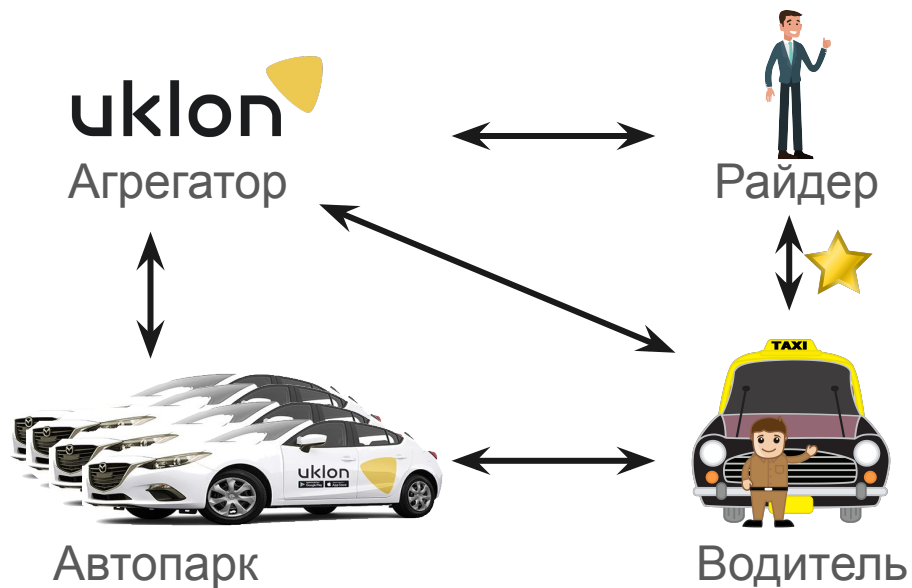 uklon
Агрегатор
Райдер
TAXI
uklon
Автопарк
Водитель